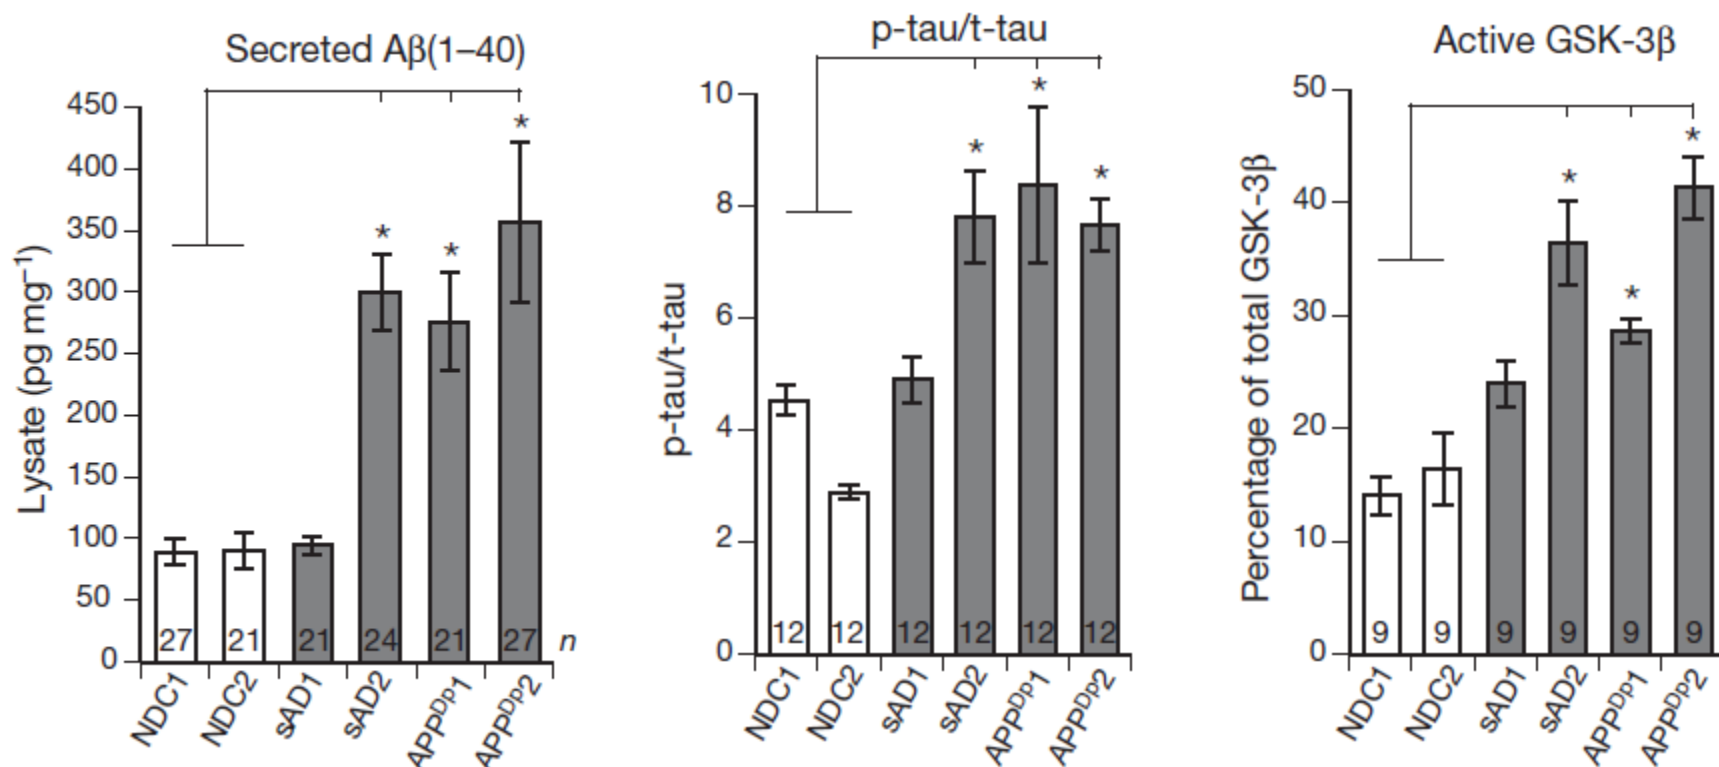 Secreted Aβ(1–40)
Lysate (pg mg⁻¹)
450
400
350
300
250
200
150
100
50
0
* * *
27 21 21 24 21 27 n
NDC1 NDC2 sAD1 sAD2 APPᴰᵖ1 APPᴰᵖ2
p-tau/t-tau
p-tau/t-tau
10
8
6
4
2
0
* * *
12 12 12 12 12 12
NDC1 NDC2 sAD1 sAD2 APPᴰᵖ1 APPᴰᵖ2
Active GSK-3β
Percentage of total GSK-3β
50
40
30
20
10
0
* * *
9 9 9 9 9 9
NDC1 NDC2 sAD1 sAD2 APPᴰᵖ1 APPᴰᵖ2